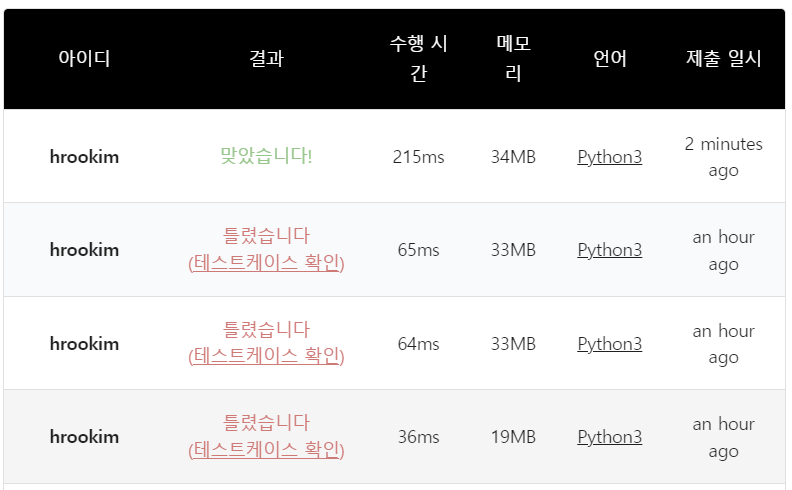 아이디 결과 수행 시간 메모리 언어 제출 일시
hrookim 맞았습니다! 215ms 34MB Python3 2 minutes ago
hrookim 틀렸습니다 (테스트케이스 확인) 65ms 33MB Python3 an hour ago
hrookim 틀렸습니다 (테스트케이스 확인) 64ms 33MB Python3 an hour ago
hrookim 틀렸습니다 (테스트케이스 확인) 36ms 19MB Python3 an hour ago